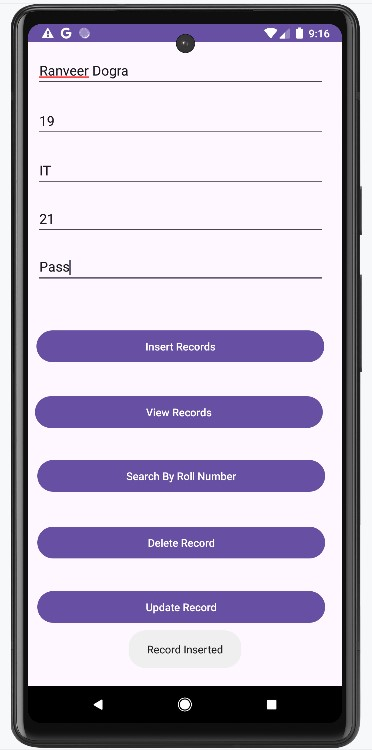 G
9:16
Ranveer Dogra
19
IT
21
Pass
Insert Records
View Records
Search By Roll Number
Delete Record
Update Record
Record Inserted